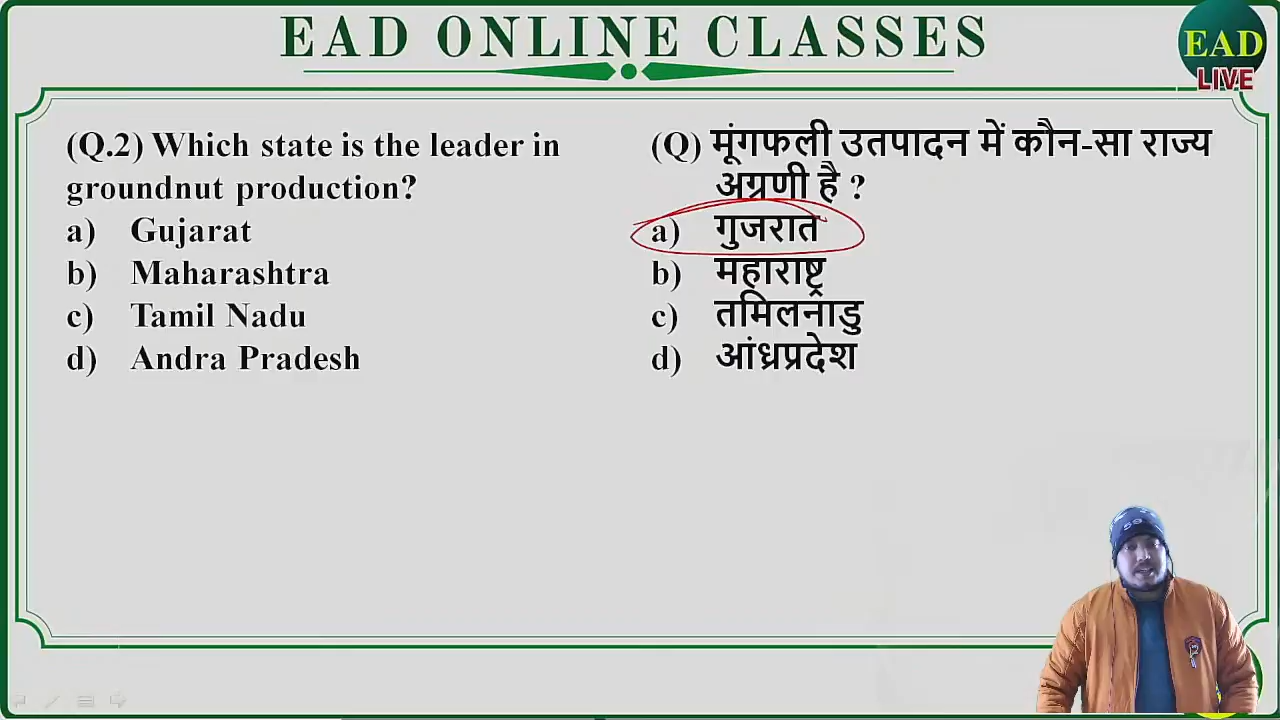 EAD ONLINE CLASSES
EAD
LIVE
(Q.2) Which state is the leader in
groundnut production?
a) Gujarat
b) Maharashtra
c) Tamil Nadu
d) Andra Pradesh
(Q) मूंगफली उतपादन में कौन-सा राज्य
अग्रणी है ?
a) गुजरात
b) महाराष्ट्र
c) तमिलनाडु
d) आंध्रप्रदेश
59